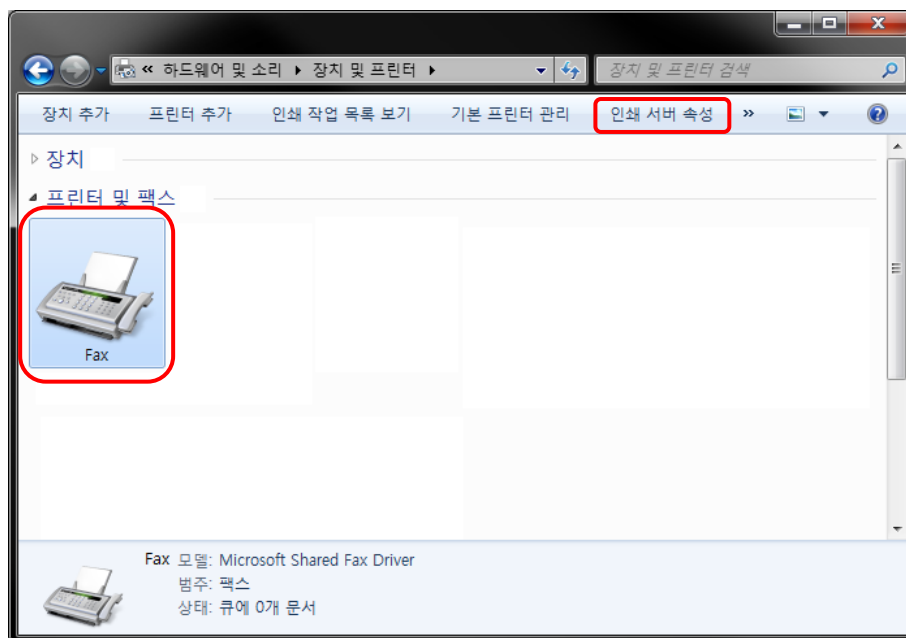 « 하드웨어 및 소리 ▸ 장치 및 프린터 ▸ 장치 및 프린터 검색
장치 추가 프린터 추가 인쇄 작업 목록 보기 기본 프린터 관리 인쇄 서버 속성 »
장치
프린터 및 팩스
Fax
Fax 모델: Microsoft Shared Fax Driver
범주: 팩스
상태: 큐에 0개 문서